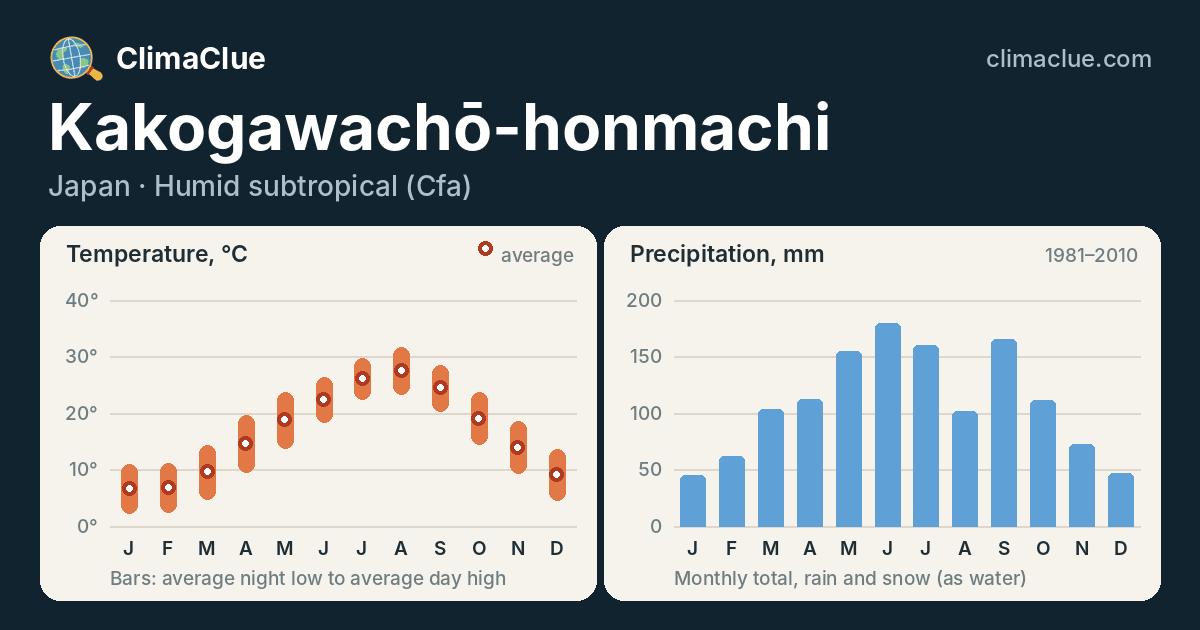 ClimaClue
climaclue.com
Kakogawachō-honmachi
Japan · Humid subtropical (Cfa)
Temperature, °C
average
40°
30°
20°
10°
0°
J F M A M J J A S O N D
Bars: average night low to average day high
Precipitation, mm
1981–2010
200
150
100
50
0
J F M A M J J A S O N D
Monthly total, rain and snow (as water)